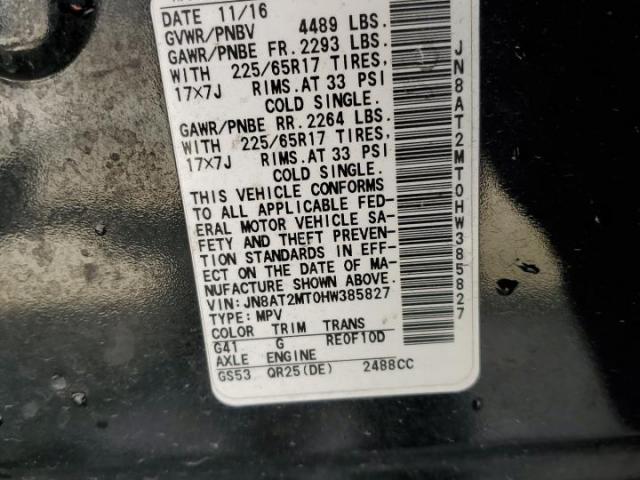 DATE 11/16
GVWR/PNBV 4489 LBS.
GAWR/PNBE FR. 2293 LBS.
WITH 225/65R17 TIRES,
17X7J RIMS.AT 33 PSI
COLD SINGLE.
GAWR/PNBE RR. 2264 LBS.
WITH 225/65R17 TIRES,
17X7J RIMS.AT 33 PSI
COLD SINGLE.
THIS VEHICLE CONFORMS
TO ALL APPLICABLE FED-
ERAL MOTOR VEHICLE SA-
FETY AND THEFT PREVEN-
TION STANDARDS IN EFF-
ECT ON THE DATE OF MA-
NUFACTURE SHOWN ABOVE.
VIN: JN8AT2MT0HW385827
TYPE: MPV
COLOR TRIM TRANS
G41 G RE0F10D
AXLE ENGINE
GS53 QR25(DE) 2488CC
JN8AT2MT0HW385827